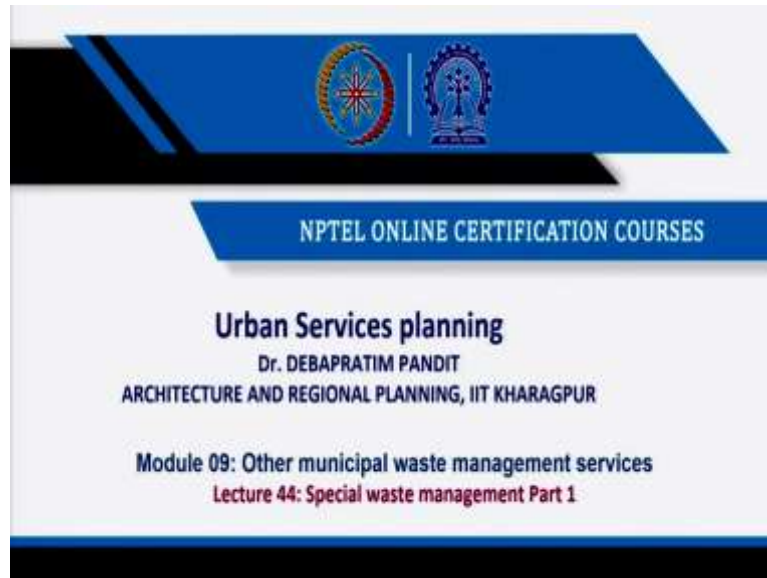 NPTEL ONLINE CERTIFICATION COURSES
Urban Services planning
Dr. DEBAPRATIM PANDIT
ARCHITECTURE AND REGIONAL PLANNING, IIT KHARAGPUR
Module 09: Other municipal waste management services
Lecture 44: Special waste management Part 1